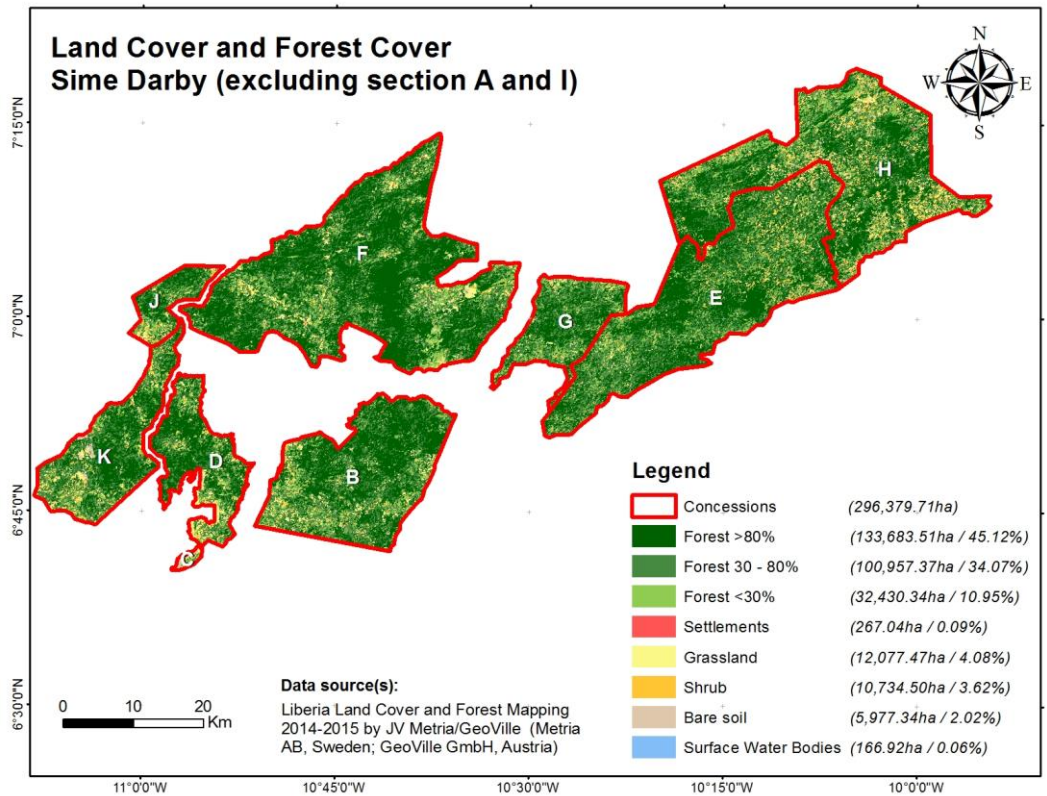 Land Cover and Forest Cover
Sime Darby (excluding section A and I)
N
W
E
S
7°15'0"N
7°0'0"N
6°45'0"N
6°30'0"N
H
F
E
J
G
K
D
B
C
Legend
Concessions (296,379.71ha)
Forest >80% (133,683.51ha / 45.12%)
Forest 30 - 80% (100,957.37ha / 34.07%)
Forest <30% (32,430.34ha / 10.95%)
Settlements (267.04ha / 0.09%)
Grassland (12,077.47ha / 4.08%)
Shrub (10,734.50ha / 3.62%)
Bare soil (5,977.34ha / 2.02%)
Surface Water Bodies (166.92ha / 0.06%)
0 10 20
Km
Data source(s):
Liberia Land Cover and Forest Mapping
2014-2015 by JV Metria/GeoVille (Metria
AB, Sweden; GeoVille GmbH, Austria)
11°0'0"W 10°45'0"W 10°30'0"W 10°15'0"W 10°0'0"W